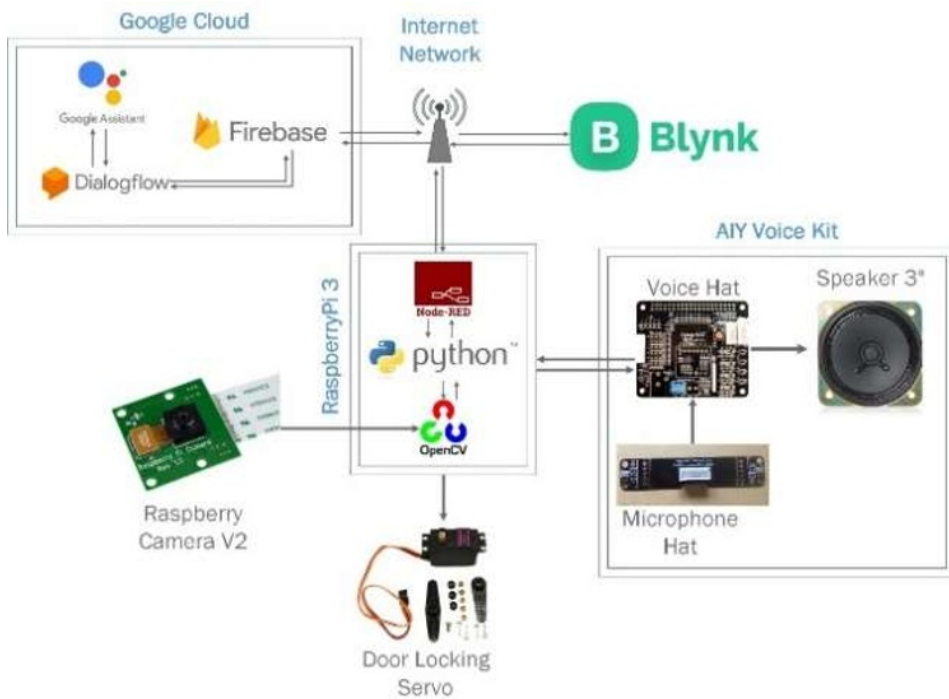 Google Cloud
Internet
Network
Google Assistant
Firebase
Dialogflow
B Blynk
AIY Voice Kit
RaspberryPi 3
Node-RED
python
OpenCV
Voice Hat
Speaker 3"
Raspberry
Camera V2
Microphone
Hat
Door Locking
Servo